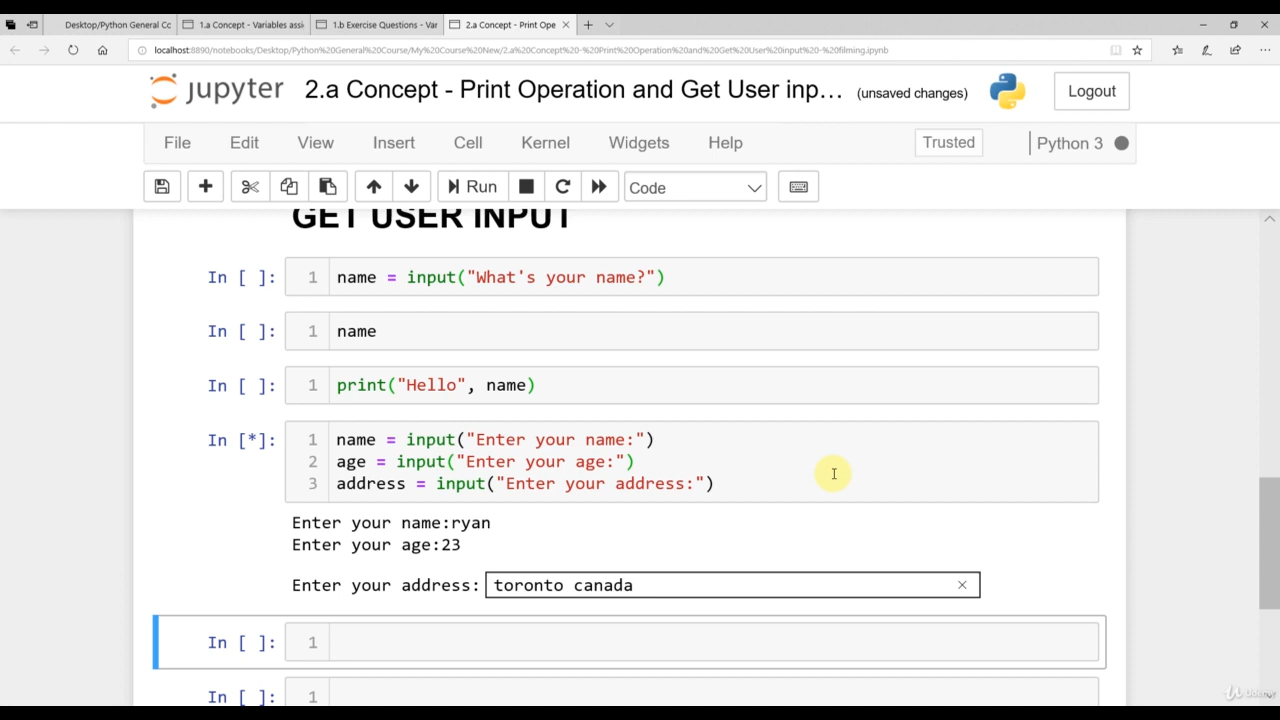 Desktop/Python General Cc
1.a Concept - Variables assi
1.b Exercise Questions - Var
2.a Concept - Print Ope
localhost:8890/notebooks/Desktop/Python%20General%20Course/My%20Course%20New/2.a%20Concept%20-%20Print%20Operation%20and%20Get%20User%20input%20-%20filming.ipynb
jupyter 2.a Concept - Print Operation and Get User inp... (unsaved changes) Logout
File Edit View Insert Cell Kernel Widgets Help Trusted Python 3
Run Code
GET USER INPUT
In [ ]: 1 name = input("What's your name?")
In [ ]: 1 name
In [ ]: 1 print("Hello", name)
In [*]: 1 name = input("Enter your name:")
2 age = input("Enter your age:")
3 address = input("Enter your address:")
Enter your name:ryan
Enter your age:23
Enter your address: toronto canada
In [ ]: 1
In [ ]: 1
Udemy